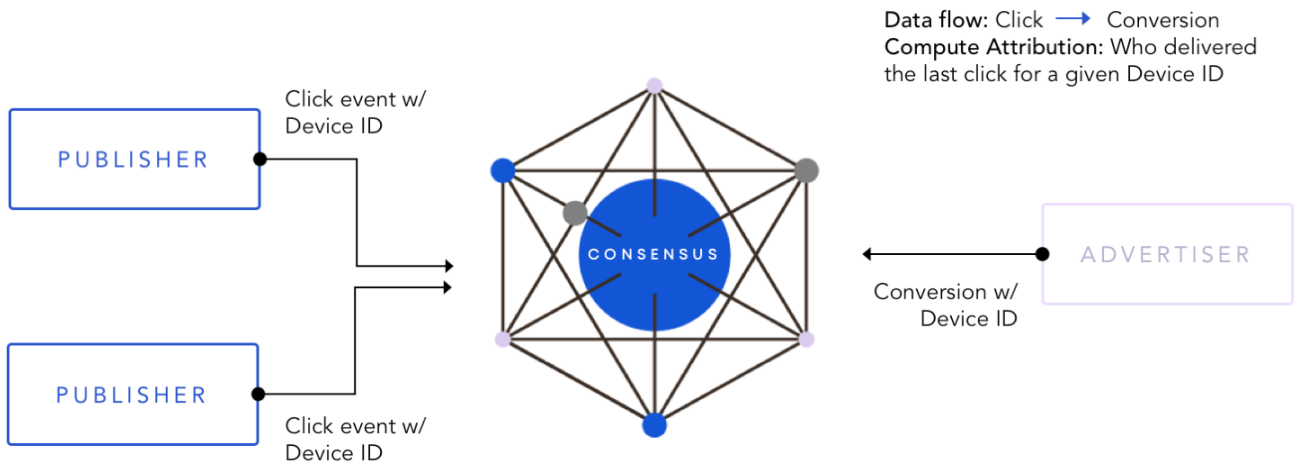 Data flow: Click → Conversion
Compute Attribution: Who delivered
the last click for a given Device ID
Click event w/
Device ID
PUBLISHER
CONSENSUS
ADVERTISER
Conversion w/
Device ID
PUBLISHER
Click event w/
Device ID